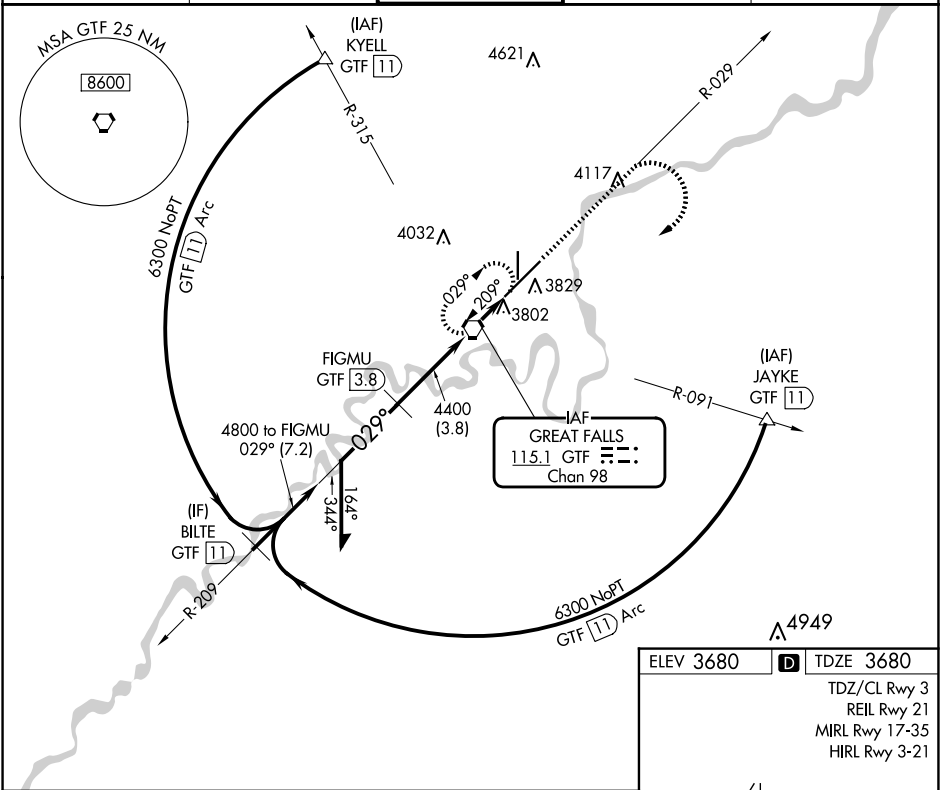 MSA GTF 25 NM
8600
(IAF)
KYELL
GTF 11
R-315
4621
R-029
4117
6300 NoPT
GTF 11 Arc
4032
029°
209°
3829
3802
FIGMU
GTF 3.8
(IAF)
JAYKE
GTF 11
R-091
4400
(3.8)
029°
4800 to FIGMU
029° (7.2)
IAF
GREAT FALLS
115.1 GTF
Chan 98
344°
164°
(IF)
BILTE
GTF 11
R-209
6300 NoPT
GTF 11 Arc
4949
ELEV 3680 D TDZE 3680
TDZ/CL Rwy 3
REIL Rwy 21
MIRL Rwy 17-35
HIRL Rwy 3-21